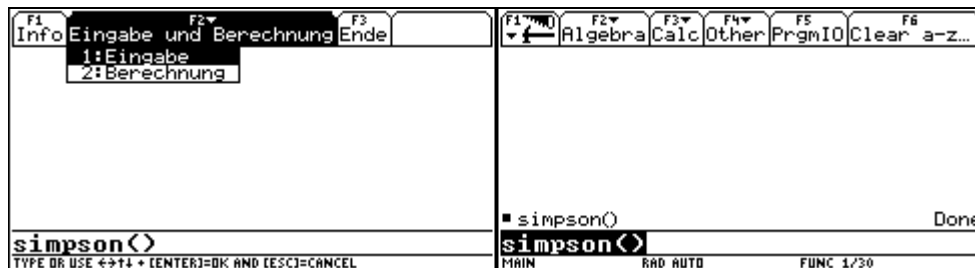 F1 F2▾ F3
Info Eingabe und Berechnung Ende
1:Eingabe
2:Berechnung
simpson()
TYPE OR USE ←→↑↓ + [ENTER]=OK AND [ESC]=CANCEL
F1▾ F2▾ F3▾ F4▾ F5 F6
Algebra Calc Other PrgmIO Clear a-z…
▪ simpson() Done
simpson()
MAIN RAD AUTO FUNC 1/30